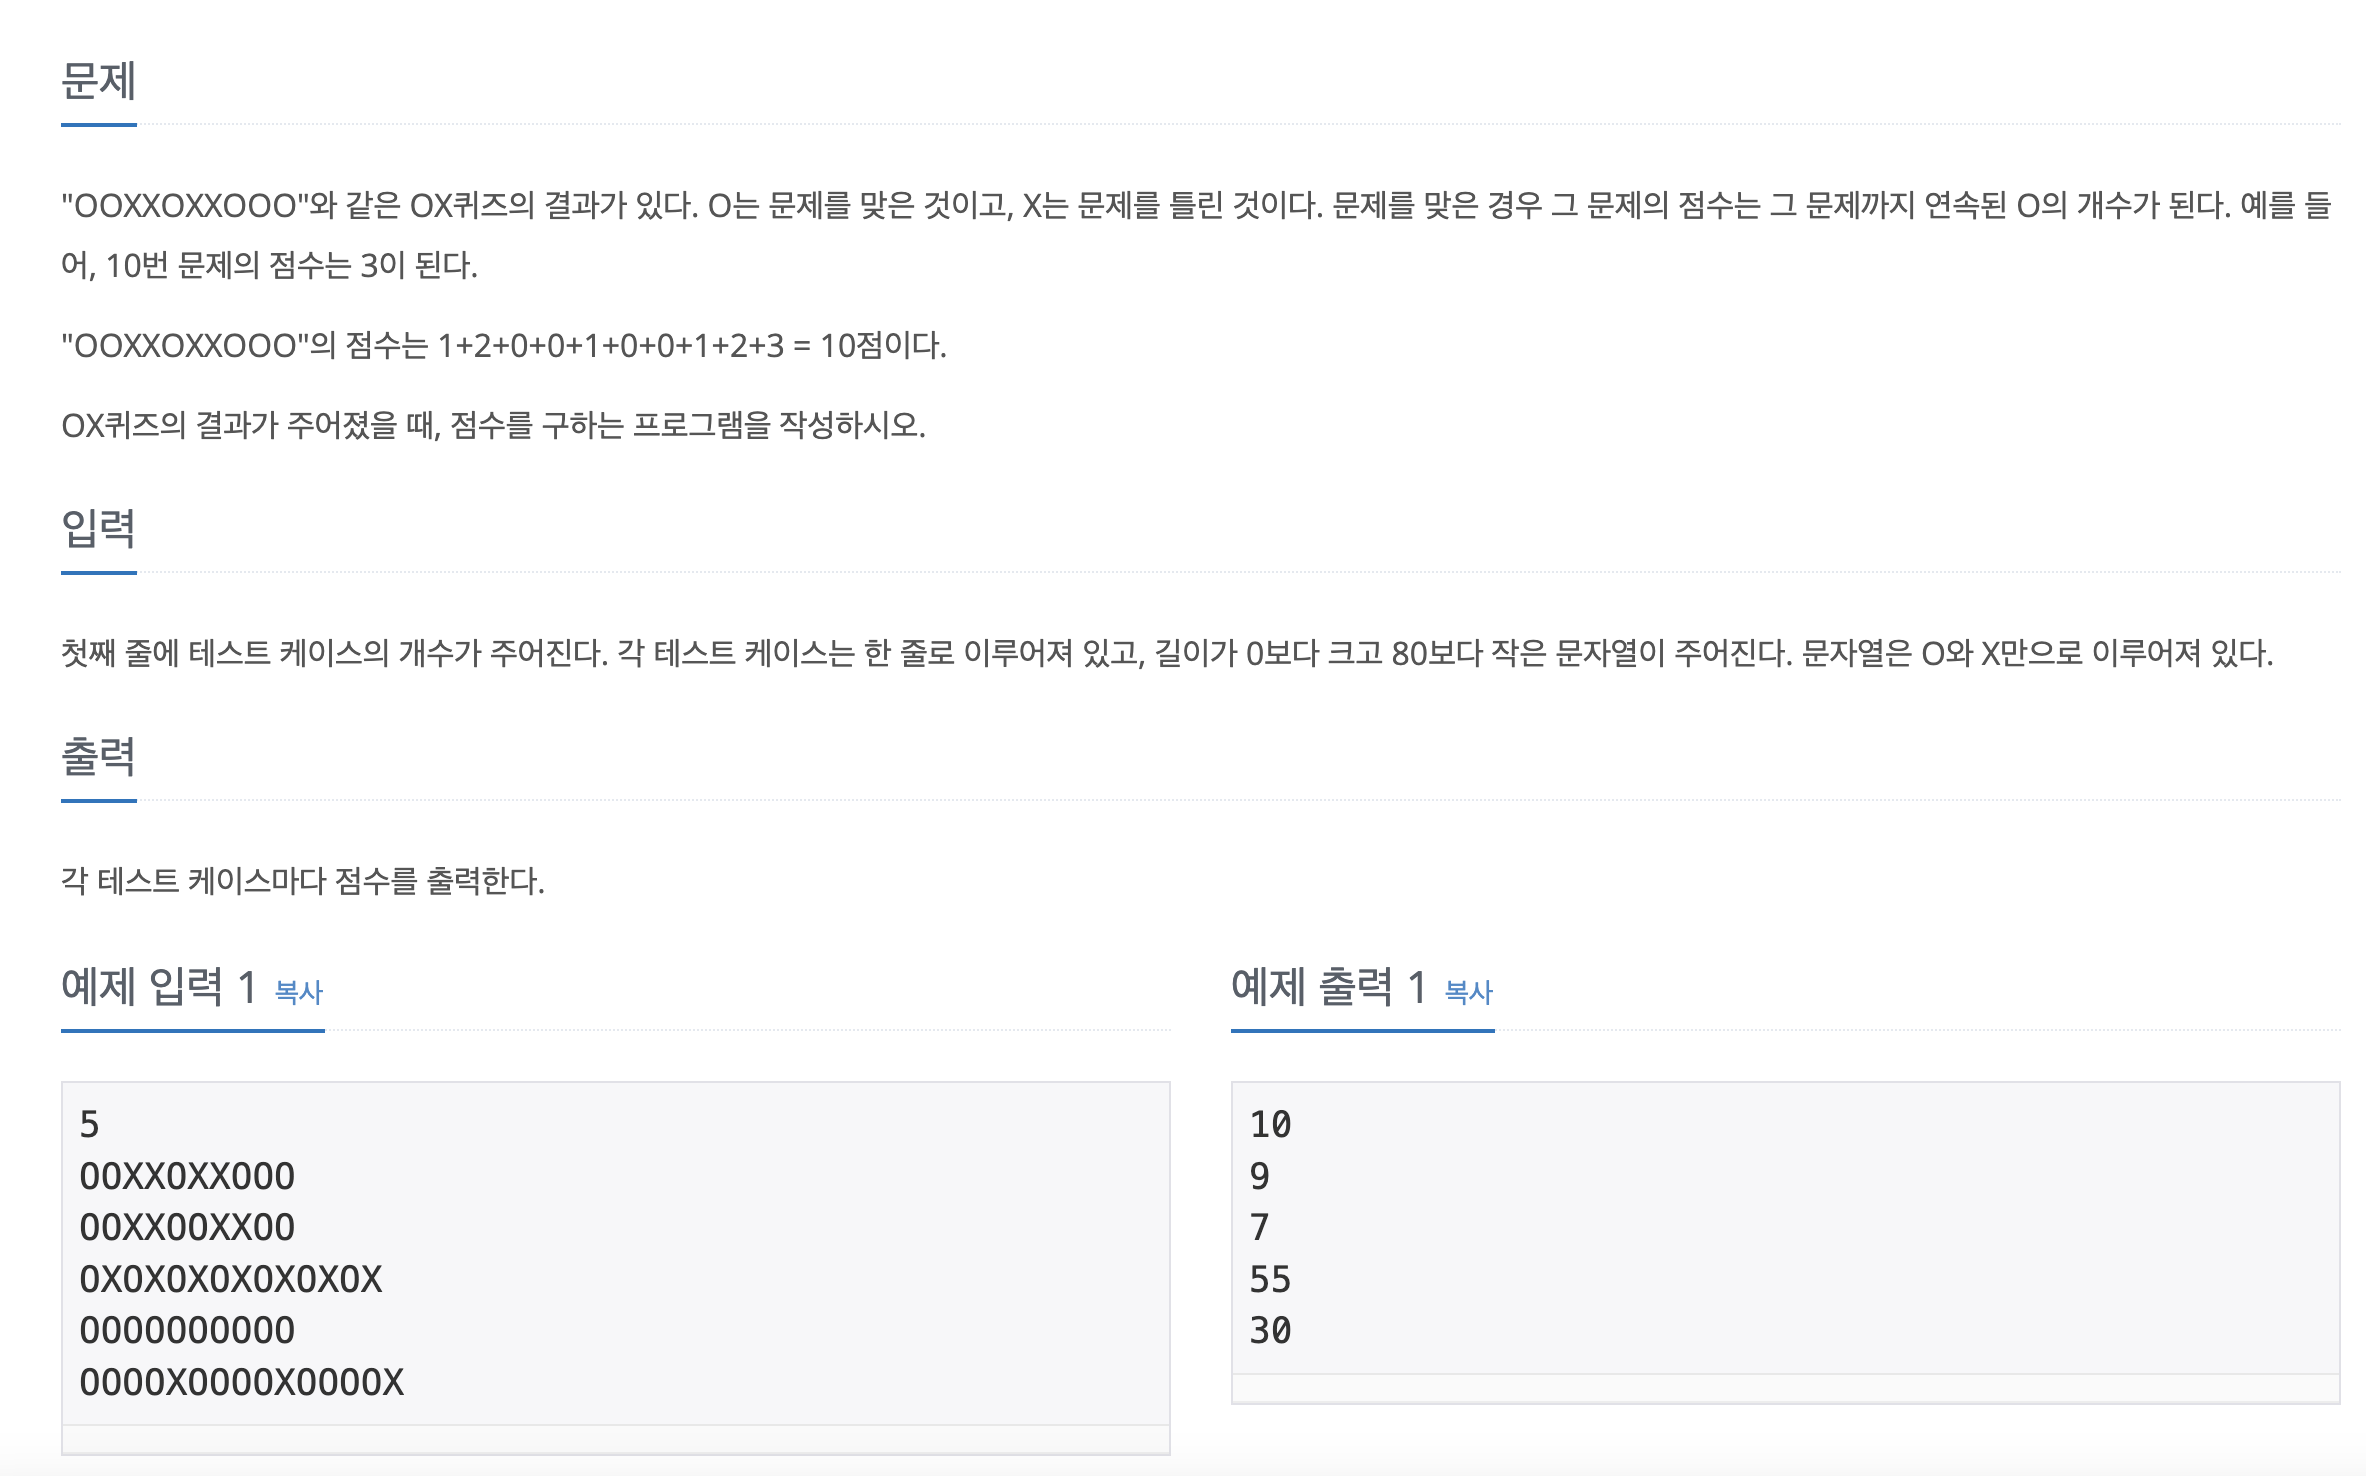 문제
"OOXXOXXOOO"와 같은 OX퀴즈의 결과가 있다. O는 문제를 맞은 것이고, X는 문제를 틀린 것이다. 문제를 맞은 경우 그 문제의 점수는 그 문제까지 연속된 O의 개수가 된다. 예를 들
어, 10번 문제의 점수는 3이 된다.
"OOXXOXXOOO"의 점수는 1+2+0+0+1+0+0+1+2+3 = 10점이다.
OX퀴즈의 결과가 주어졌을 때, 점수를 구하는 프로그램을 작성하시오.
입력
첫째 줄에 테스트 케이스의 개수가 주어진다. 각 테스트 케이스는 한 줄로 이루어져 있고, 길이가 0보다 크고 80보다 작은 문자열이 주어진다. 문자열은 O와 X만으로 이루어져 있다.
출력
각 테스트 케이스마다 점수를 출력한다.
예제 입력 1 복사
5
OOXXOXXOOO
OOXXOOXXOO
OXOXOXOXOXOXOX
OOOOOOOOOO
OOOOXOOOOXOOOOX
예제 출력 1 복사
10
9
7
55
30